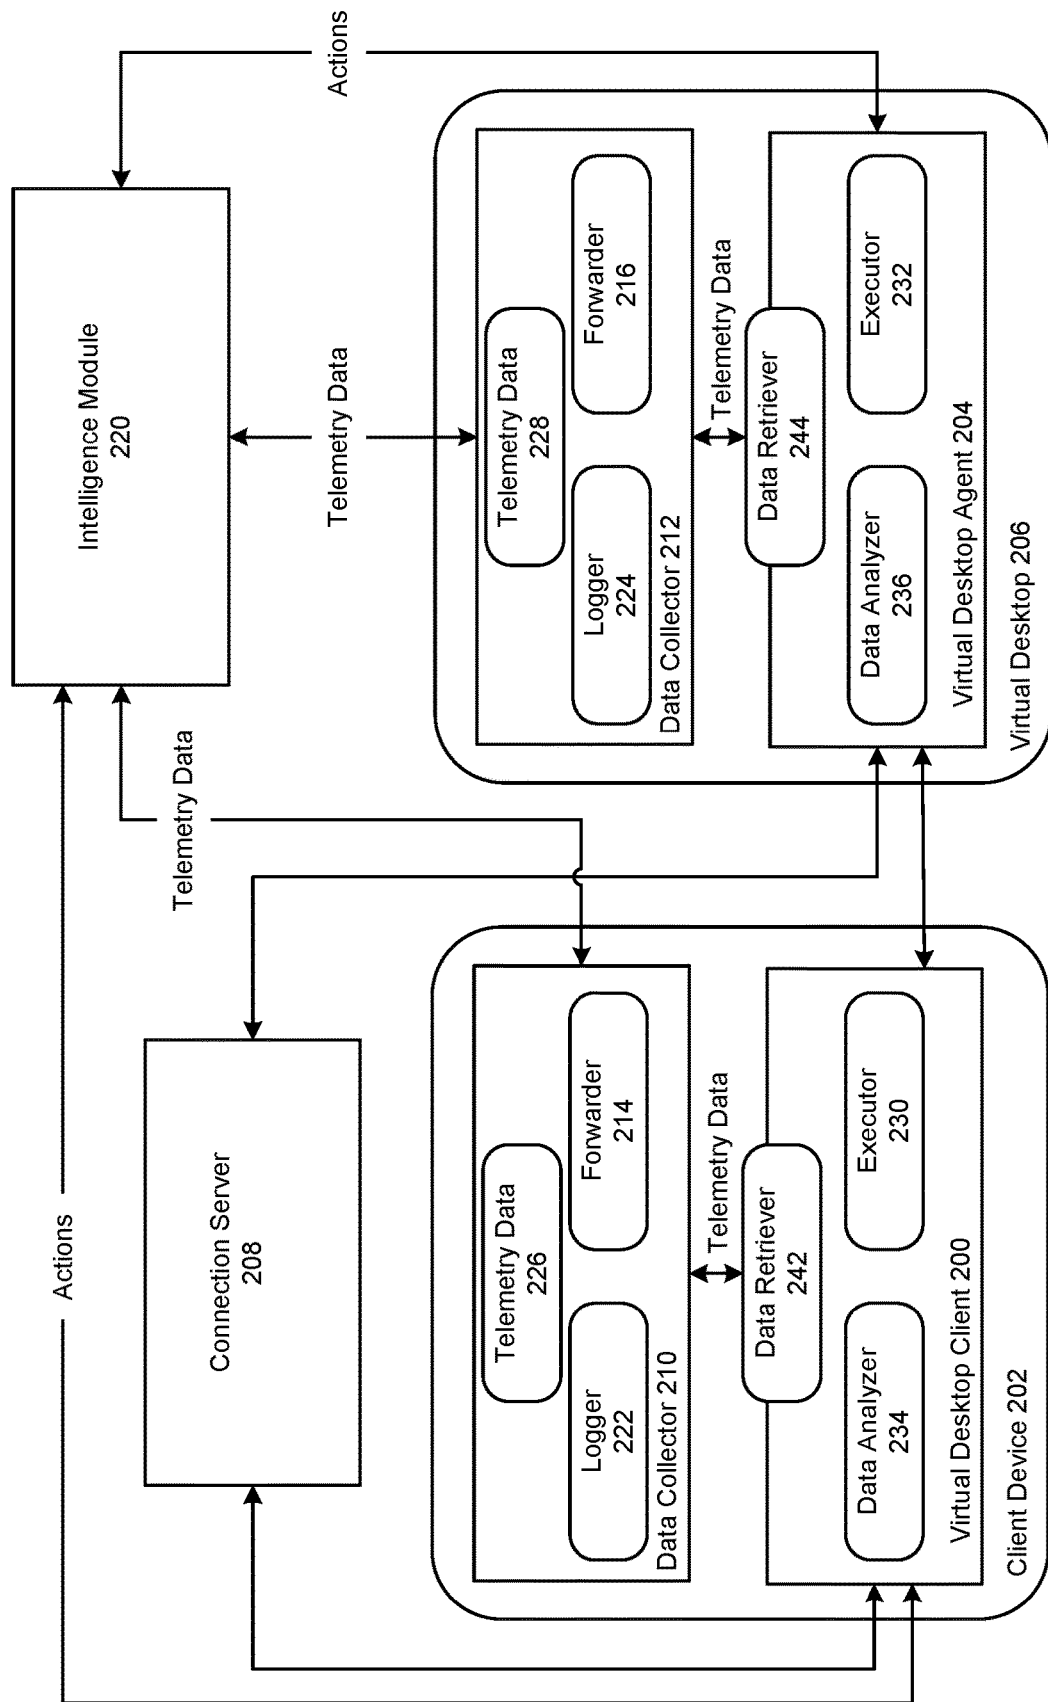 Actions
Connection Server
208
Telemetry Data
Intelligence Module
220
Telemetry Data
Actions
Telemetry Data
226
Logger
222
Forwarder
214
Data Collector 210
Telemetry Data
Data Retriever
242
Data Analyzer
234
Executor
230
Virtual Desktop Client 200
Client Device 202
Telemetry Data
228
Logger
224
Forwarder
216
Data Collector 212
Telemetry Data
Data Retriever
244
Data Analyzer
236
Executor
232
Virtual Desktop Agent 204
Virtual Desktop 206